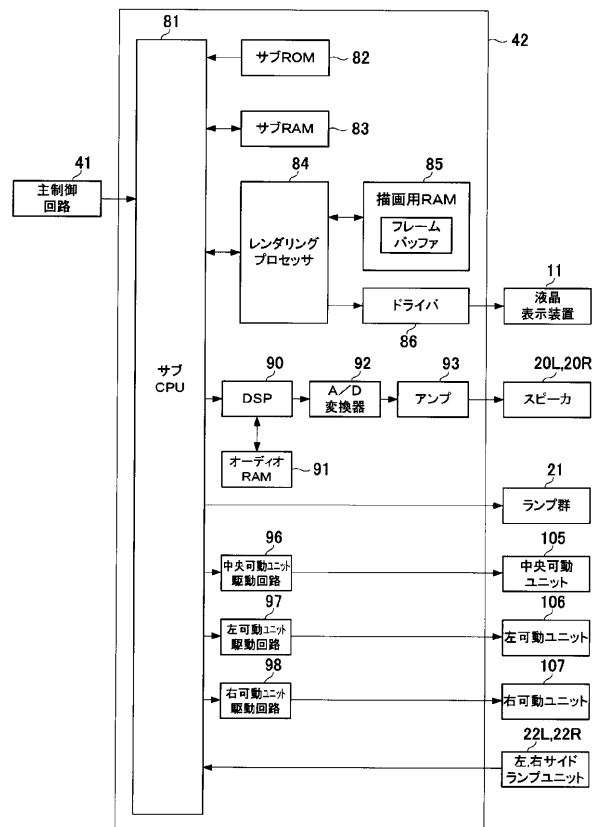 81
42
サブROM
82
サブRAM
83
41
主制御
回路
84
85
描画用RAM
フレーム
バッファ
レンダリング
プロセッサ
11
ドライバ
液晶
表示装置
86
サブ
CPU
90
92
93
20L,20R
DSP
A/D
変換器
アンプ
スピーカ
オーディオ
RAM
91
21
ランプ群
96
105
中央可動ユニット
駆動回路
中央可動
ユニット
97
106
左可動ユニット
駆動回路
左可動ユニット
98
107
右可動ユニット
駆動回路
右可動ユニット
22L,22R
左,右サイド
ランプユニット